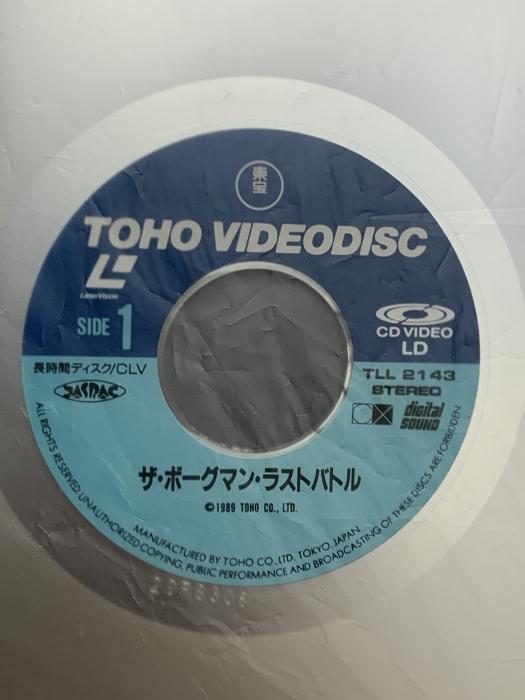 東宝
TOHO VIDEODISC
LaserVision
SIDE 1
CD VIDEO
LD
長時間ディスク/CLV
TLL 2143
STEREO
JASRAC
digital
SOUND
ザ・ボーグマン・ラストバトル
©1989 TOHO CO., LTD.
MANUFACTURED BY TOHO CO.,LTD. TOKYO, JAPAN.
ALL RIGHTS RESERVED UNAUTHORIZED COPYING, PUBLIC PERFORMANCE AND BROADCASTING OF THESE DISCS ARE FORBIDDEN.